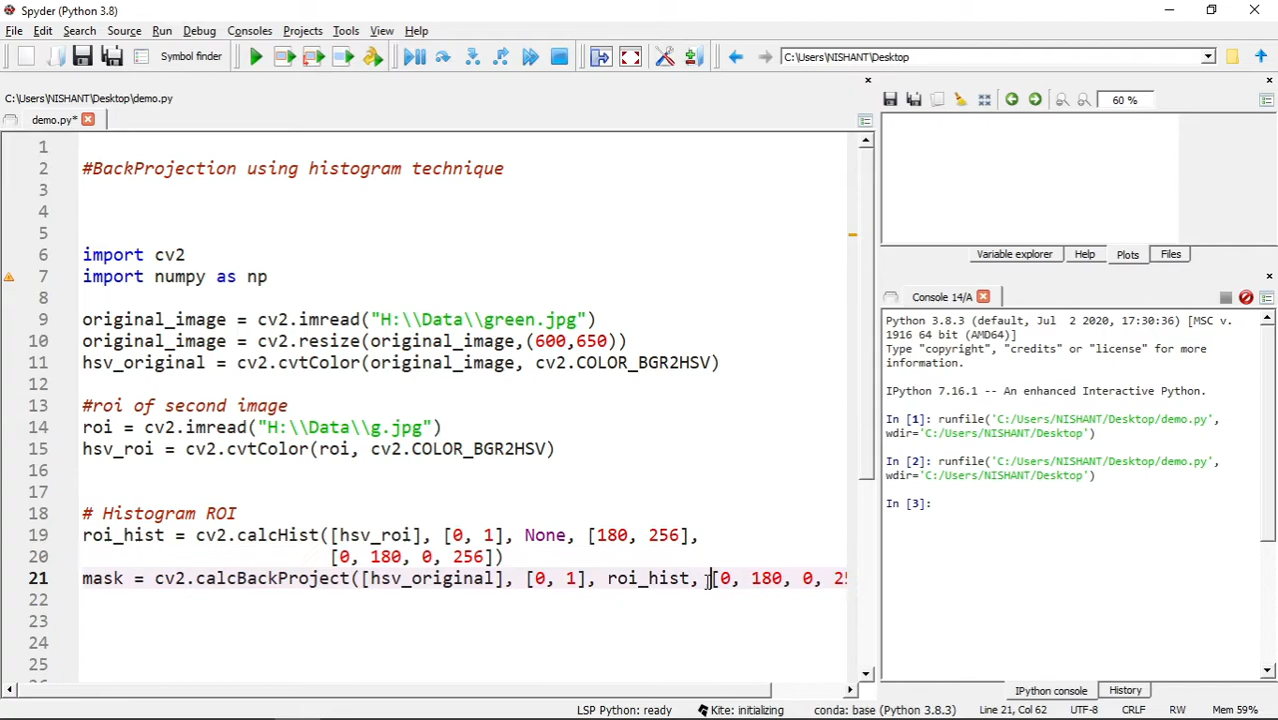 Spyder (Python 3.8)
File Edit Search Source Run Debug Consoles Projects Tools View Help
Symbol finder
C:\Users\NISHANT\Desktop
C:\Users\NISHANT\Desktop\demo.py
demo.py*
1
2 #BackProjection using histogram technique
3
4
5
6 import cv2
7 import numpy as np
8
9 original_image = cv2.imread("H:\\Data\\green.jpg")
10 original_image = cv2.resize(original_image,(600,650))
11 hsv_original = cv2.cvtColor(original_image, cv2.COLOR_BGR2HSV)
12
13 #roi of second image
14 roi = cv2.imread("H:\\Data\\g.jpg")
15 hsv_roi = cv2.cvtColor(roi, cv2.COLOR_BGR2HSV)
16
17
18 # Histogram ROI
19 roi_hist = cv2.calcHist([hsv_roi], [0, 1], None, [180, 256],
20 [0, 180, 0, 256])
21 mask = cv2.calcBackProject([hsv_original], [0, 1], roi_hist, [0, 180, 0, 25
22
23
24
25
60 %
Variable explorer Help Plots Files
Console 14/A
Python 3.8.3 (default, Jul 2 2020, 17:30:36) [MSC v.
1916 64 bit (AMD64)]
Type "copyright", "credits" or "license" for more
information.
IPython 7.16.1 -- An enhanced Interactive Python.
In [1]: runfile('C:/Users/NISHANT/Desktop/demo.py',
wdir='C:/Users/NISHANT/Desktop')
In [2]: runfile('C:/Users/NISHANT/Desktop/demo.py',
wdir='C:/Users/NISHANT/Desktop')
In [3]:
IPython console History
LSP Python: ready Kite: initializing conda: base (Python 3.8.3) Line 21, Col 62 UTF-8 CRLF RW Mem 59%